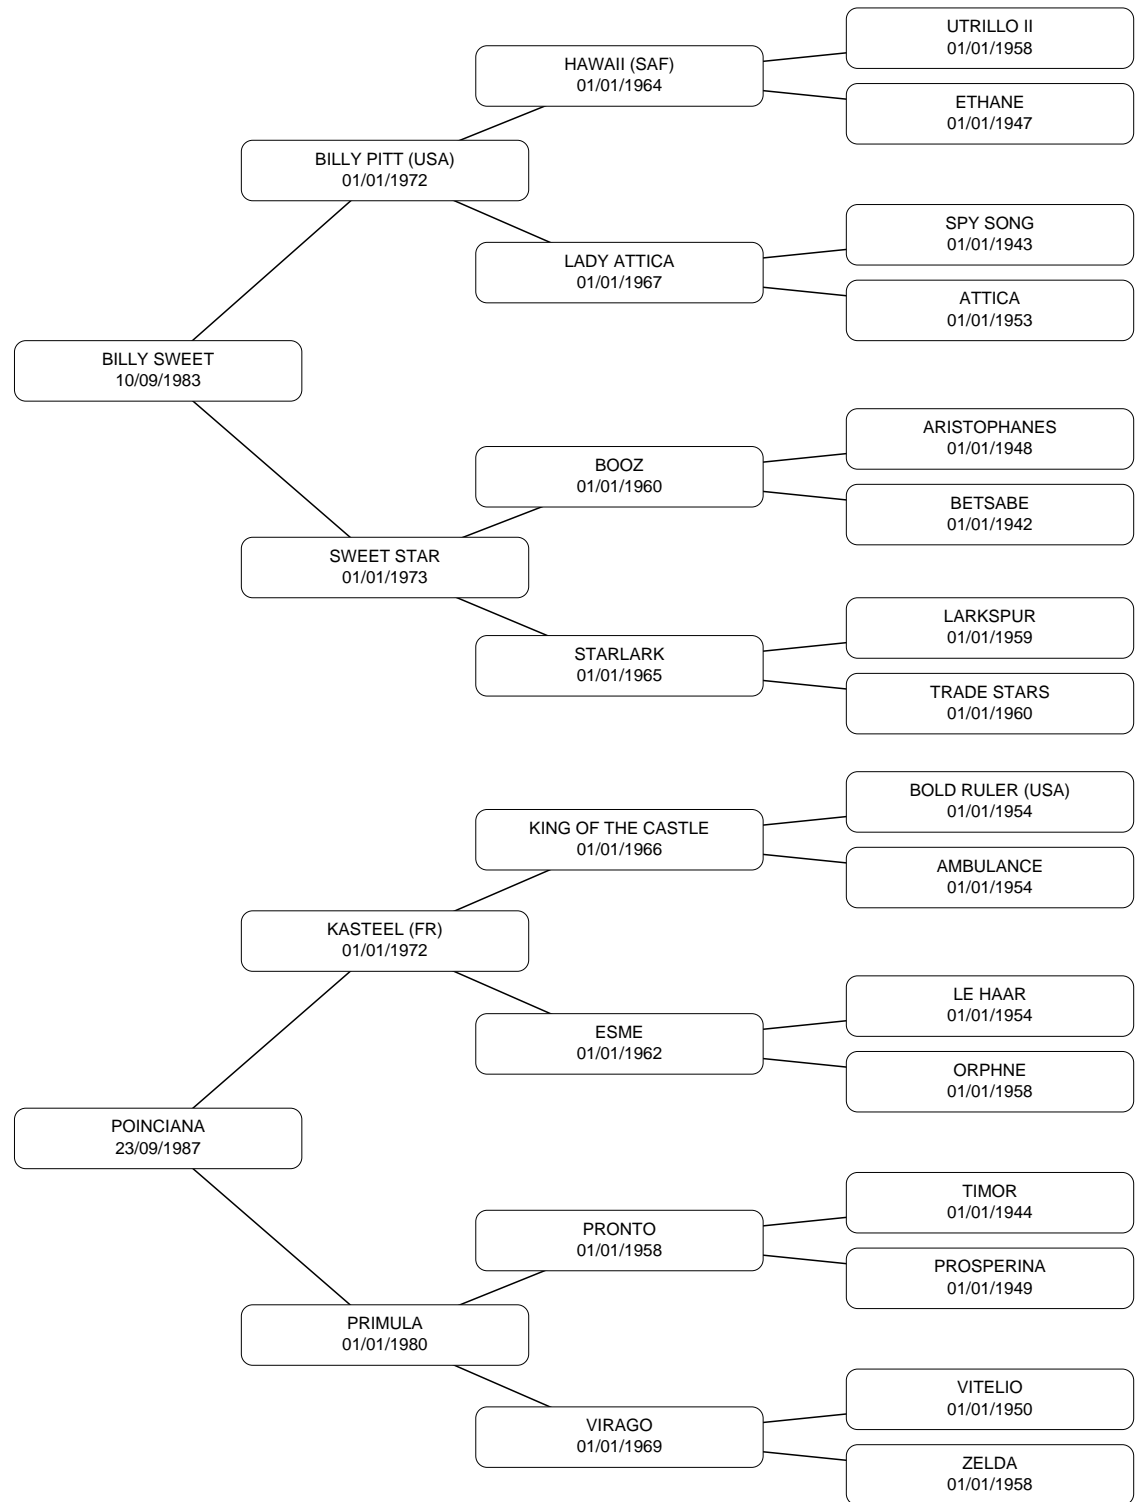 UTRILLO II
01/01/1958
HAWAII (SAF)
01/01/1964
ETHANE
01/01/1947
BILLY PITT (USA)
01/01/1972
SPY SONG
01/01/1943
LADY ATTICA
01/01/1967
ATTICA
01/01/1953
BILLY SWEET
10/09/1983
ARISTOPHANES
01/01/1948
BOOZ
01/01/1960
BETSABE
01/01/1942
SWEET STAR
01/01/1973
LARKSPUR
01/01/1959
STARLARK
01/01/1965
TRADE STARS
01/01/1960
BOLD RULER (USA)
01/01/1954
KING OF THE CASTLE
01/01/1966
AMBULANCE
01/01/1954
KASTEEL (FR)
01/01/1972
LE HAAR
01/01/1954
ESME
01/01/1962
ORPHNE
01/01/1958
POINCIANA
23/09/1987
TIMOR
01/01/1944
PRONTO
01/01/1958
PROSPERINA
01/01/1949
PRIMULA
01/01/1980
VITELIO
01/01/1950
VIRAGO
01/01/1969
ZELDA
01/01/1958